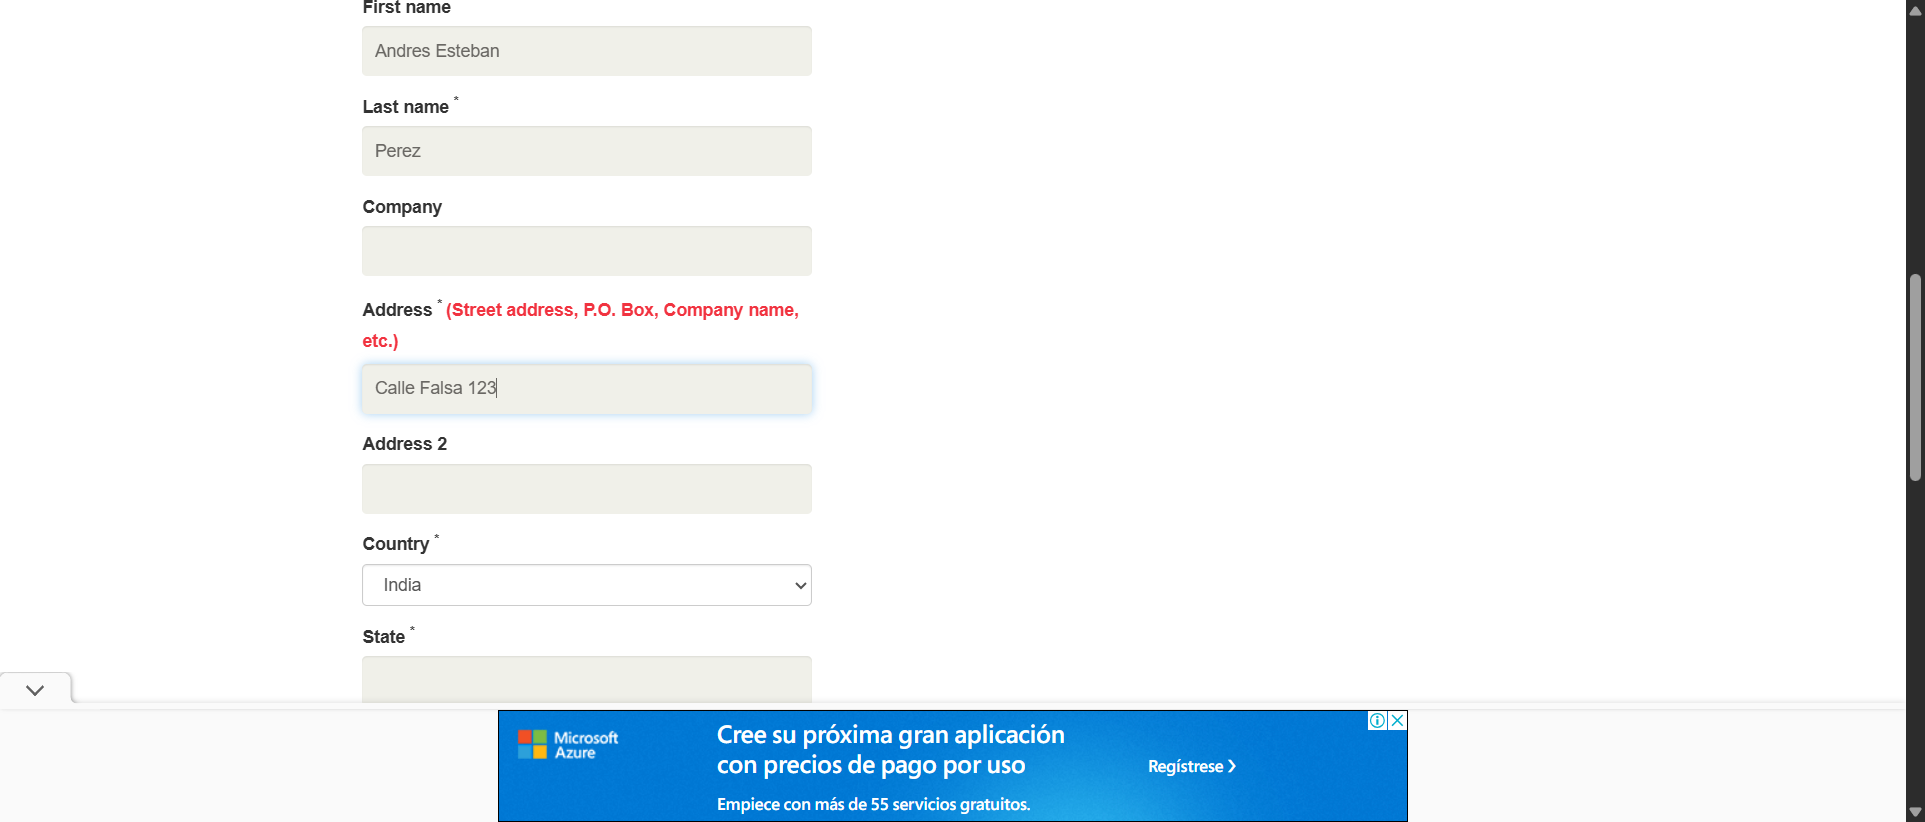 First name
Andres Esteban
Last name *
Perez
Company
Address * (Street address, P.O. Box, Company name,
etc.)
Calle Falsa 123
Address 2
Country *
India
State *
Microsoft
Azure
Cree su próxima gran aplicación
con precios de pago por uso
Empiece con más de 55 servicios gratuitos.
Regístrese